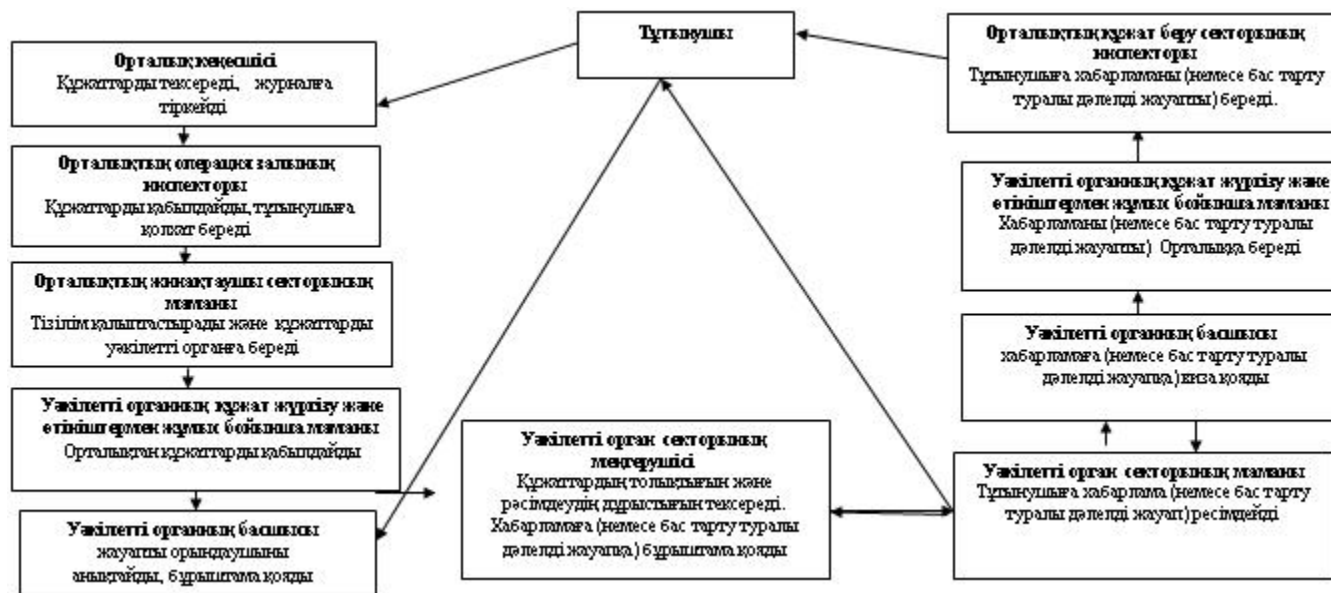 Тұтынушы
Орталық кеңесшісі
Құжаттарды тексереді, журналға
тіркейді
Орталықтың операция залының
инспекторы
Құжаттарды қабылдайды, тұтынушыға
қолхат береді
Орталықтың жинақтаушы секторының
маманы
Тізілім қалыптастырады және құжаттарды
уәкілетті органға береді
Уәкілетті органның құжат жүргізу және
өтініштермен жұмыс бойынша маманы
Орталықтан құжаттарды қабылдайды
Уәкілетті органның басшысы
жауапты орындаушыны
анықтайды, бұрыштама қояды
Уәкілетті орган секторының
меңгерушісі
Құжаттардың толықтығын және
рәсімдеудің дұрыстығын тексереді.
Хабарламаға (немесе бас тарту туралы
дәлелді жауапқа) бұрыштама қояды
Орталықтың құжат беру секторының
инспекторы
Тұтынушыға хабарламаны (немесе бас тарту
туралы дәлелді жауапты) береді.
Уәкілетті органның құжат жүргізу және
өтініштермен жұмыс бойынша маманы
Хабарламаны (немесе бас тарту туралы
дәлелді жауапты) Орталыққа береді
Уәкілетті органның басшысы
хабарламаға (немесе бас тарту туралы
дәлелді жауапқа) виза қояды
Уәкілетті орган секторының маманы
Тұтынушыға хабарлама (немесе бас тарту
туралы дәлелді жауап) ресімдейді